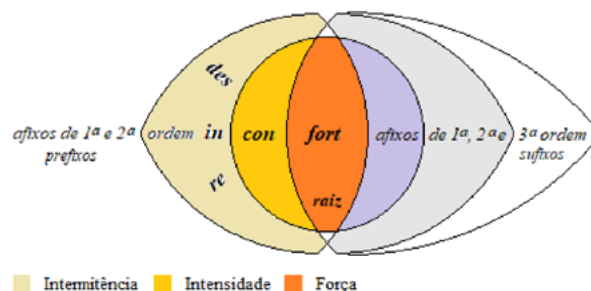 des
afixos de 1ª e 2ª ordem in con fort afixos de 1ª, 2ª e 3ª ordem
prefixos sufixos
re raiz
Intermitência Intensidade Força